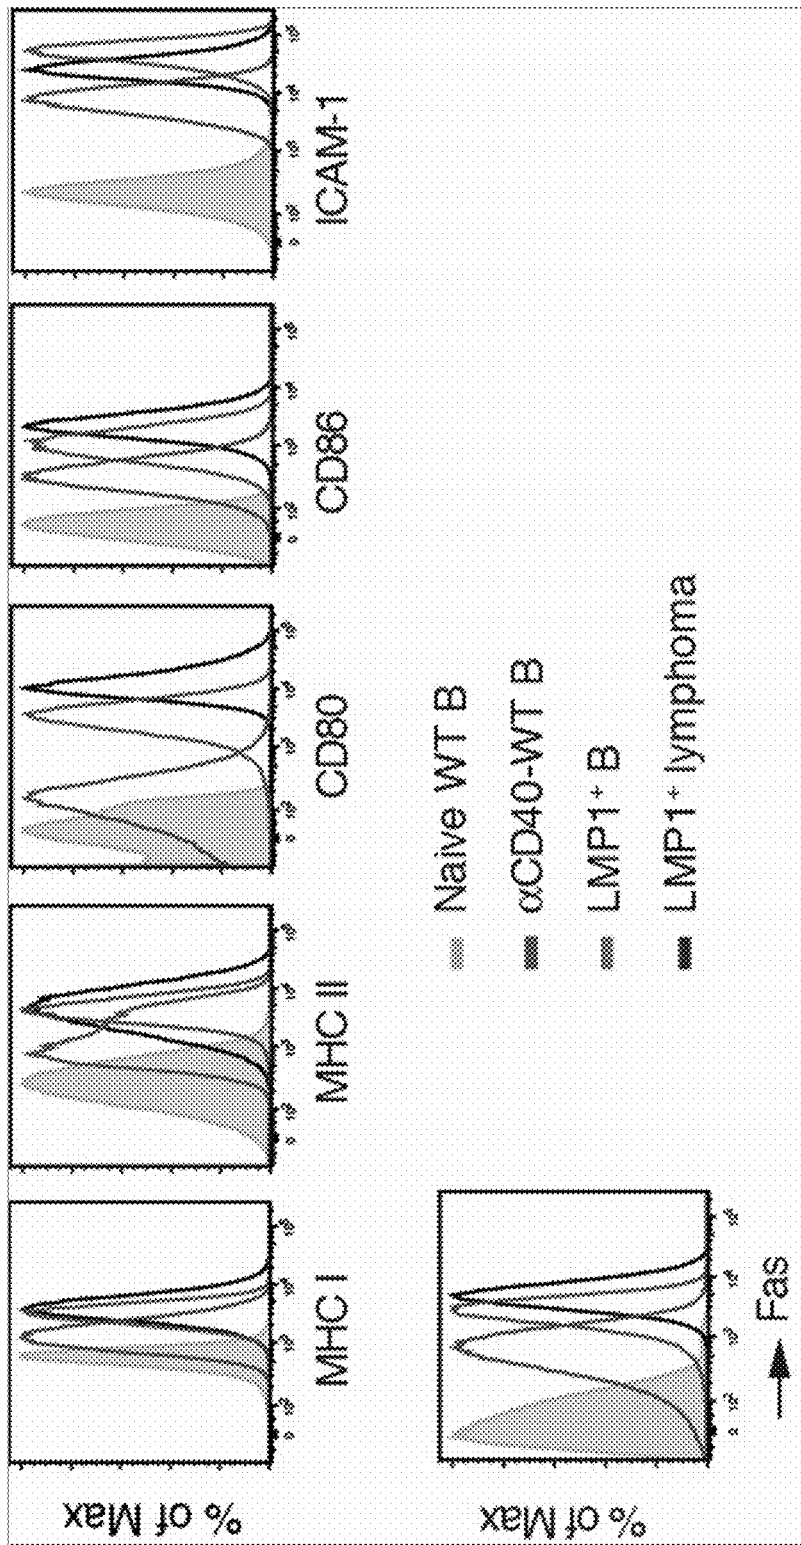 % of Max
MHC I
MHC II
CD80
CD86
ICAM-1
% of Max
Fas
Naive WT B
αCD40-WT B
LMP1⁺ B
LMP1⁺ lymphoma